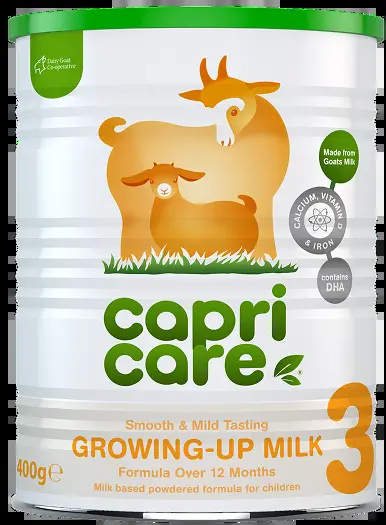 Dairy Goat
Co-operative
Made from
Goats Milk
CALCIUM, VITAMIN D
& IRON
contains
DHA
capri
care
Smooth & Mild Tasting
GROWING-UP MILK
3
400g℮
Formula Over 12 Months
Milk based powdered formula for children